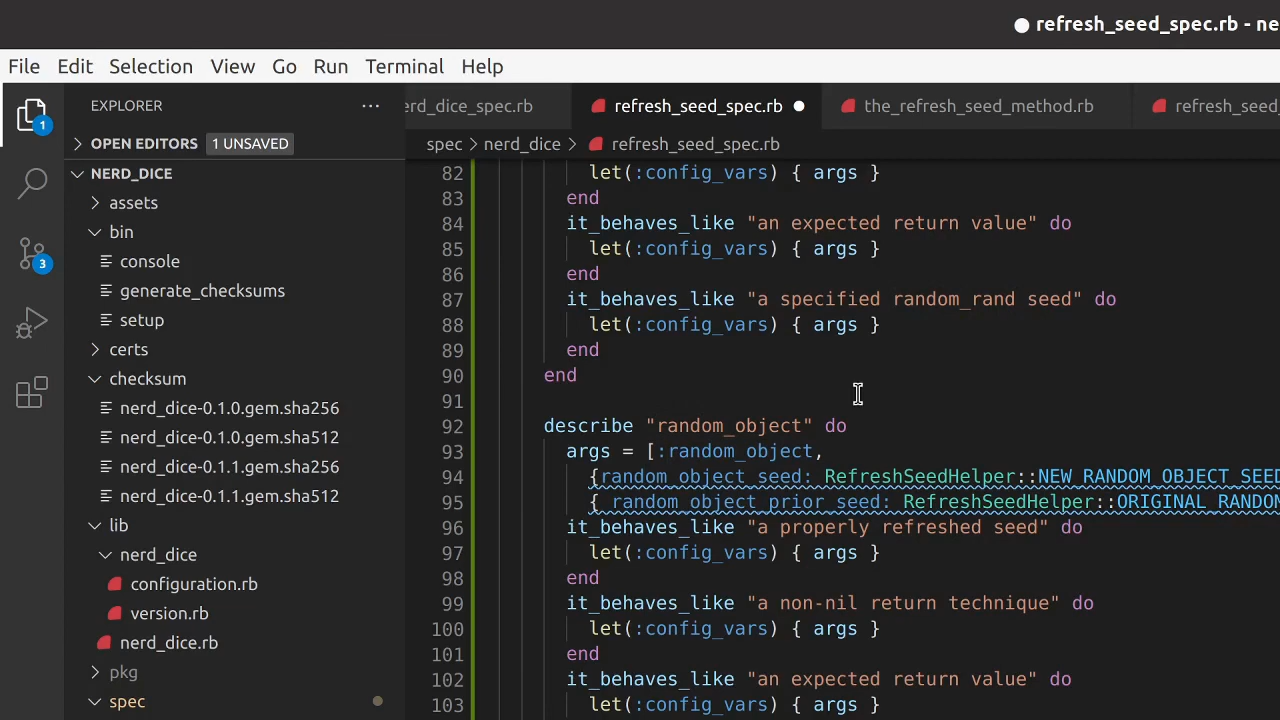 refresh_seed_spec.rb - ne
File Edit Selection View Go Run Terminal Help
EXPLORER
OPEN EDITORS 1 UNSAVED
NERD_DICE
assets
bin
console
generate_checksums
setup
certs
checksum
nerd_dice-0.1.0.gem.sha256
nerd_dice-0.1.0.gem.sha512
nerd_dice-0.1.1.gem.sha256
nerd_dice-0.1.1.gem.sha512
lib
nerd_dice
configuration.rb
version.rb
nerd_dice.rb
pkg
spec
1
3
erd_dice_spec.rb refresh_seed_spec.rb the_refresh_seed_method.rb refresh_seed
spec > nerd_dice > refresh_seed_spec.rb
82 let(:config_vars) { args }
83 end
84 it_behaves_like "an expected return value" do
85 let(:config_vars) { args }
86 end
87 it_behaves_like "a specified random_rand seed" do
88 let(:config_vars) { args }
89 end
90 end
91
92 describe "random_object" do
93 args = [:random_object,
94 {random_object_seed: RefreshSeedHelper::NEW_RANDOM_OBJECT_SEED
95 { random_object_prior_seed: RefreshSeedHelper::ORIGINAL_RANDOM
96 it_behaves_like "a properly refreshed seed" do
97 let(:config_vars) { args }
98 end
99 it_behaves_like "a non-nil return technique" do
100 let(:config_vars) { args }
101 end
102 it_behaves_like "an expected return value" do
103 let(:config_vars) { args }